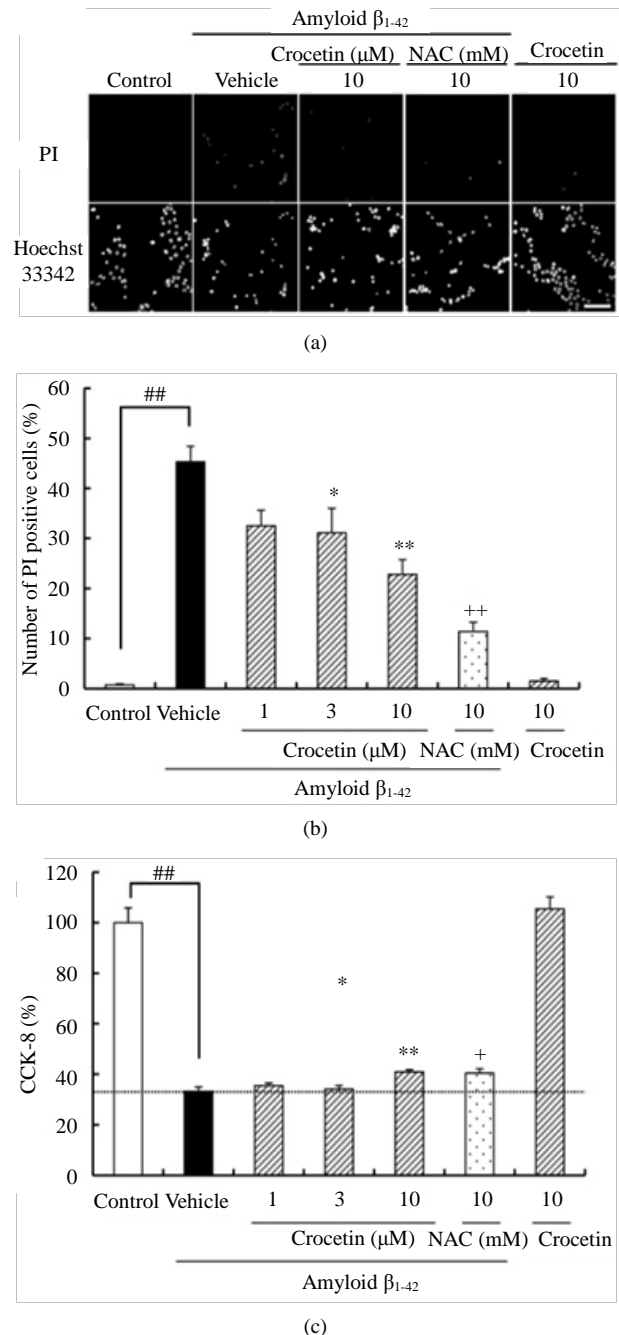 Amyloid β1-42
Crocetin (μM) NAC (mM) Crocetin
Control Vehicle 10 10 10
PI
Hoechst
33342
(a)
60
50
40
30
20
10
0
Number of PI positive cells (%)
##
*
**
++
Control Vehicle 1 3 10 10 10
Crocetin (μM) NAC (mM) Crocetin
Amyloid β1-42
(b)
120
100
80
60
40
20
0
CCK-8 (%)
##
*
**
+
Control Vehicle 1 3 10 10 10
Crocetin (μM) NAC (mM) Crocetin
Amyloid β1-42
(c)